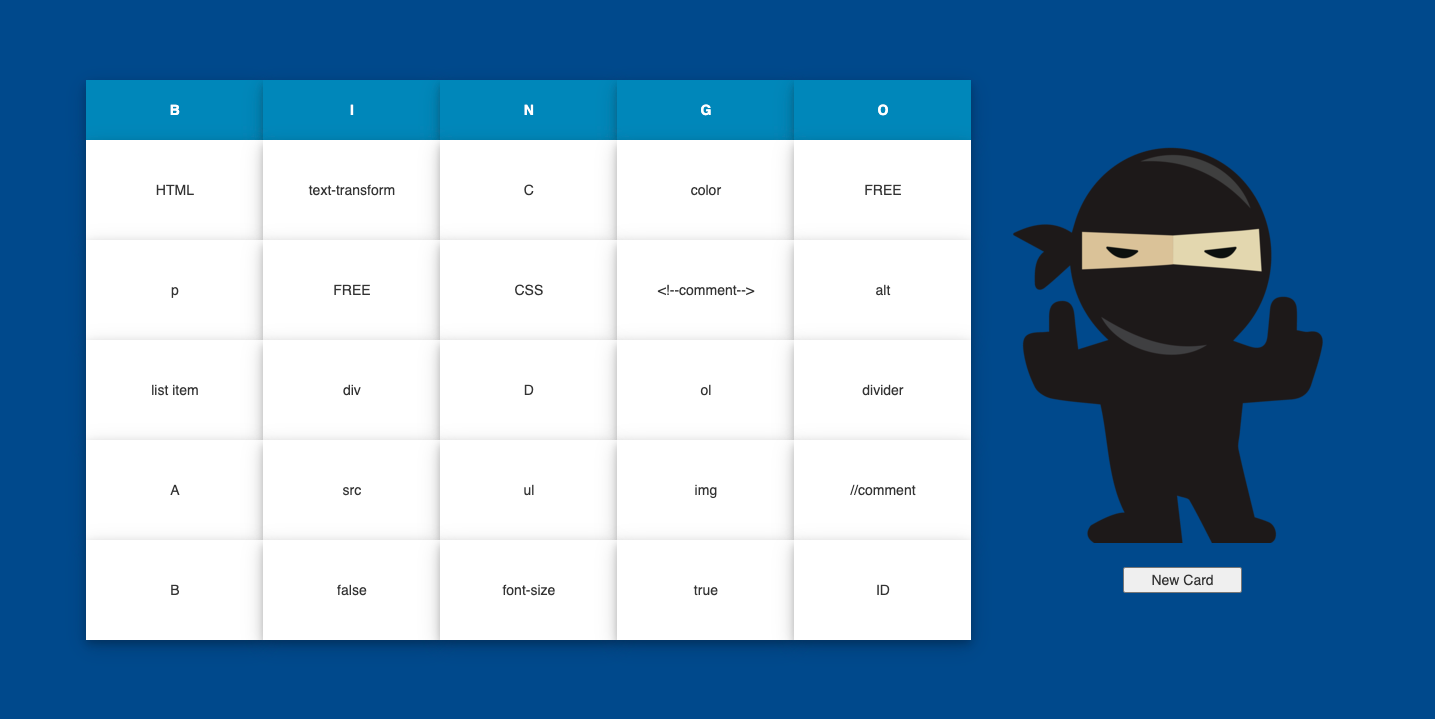 B I N G O
HTML text-transform C color FREE
p FREE CSS <!--comment--> alt
list item div D ol divider
A src ul img //comment
B false font-size true ID
New Card